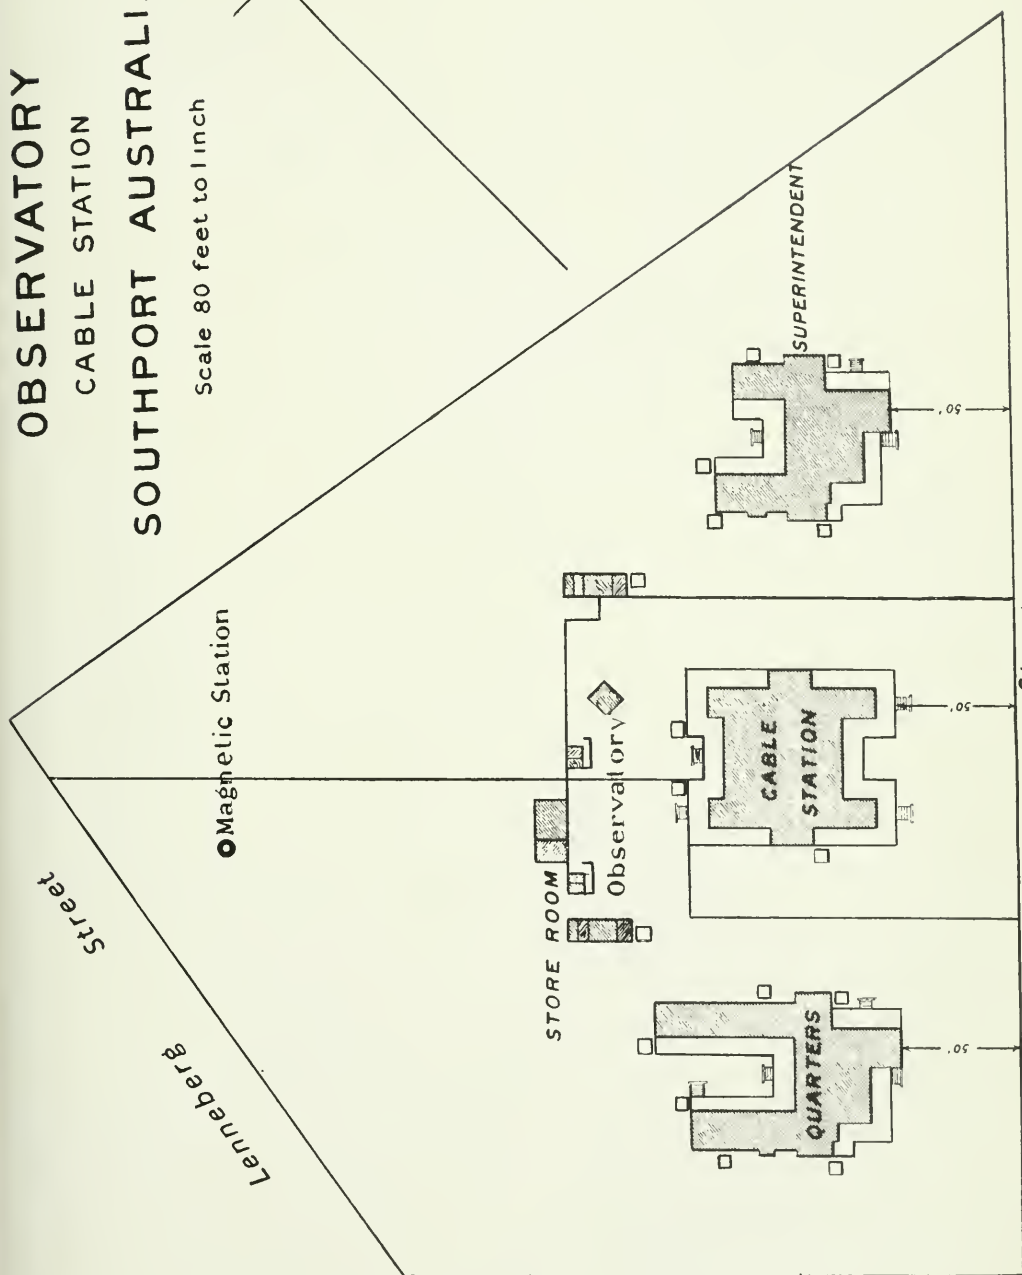 OBSERVATORY
CABLE STATION
SOUTHPORT AUSTRALI
Scale 80 feet to 1 inch
Street
Lenneberg
Magnetic Station
STORE ROOM
Observatory
SUPERINTENDENT
CABLE
STATION
QUARTERS
50'
50'
50'